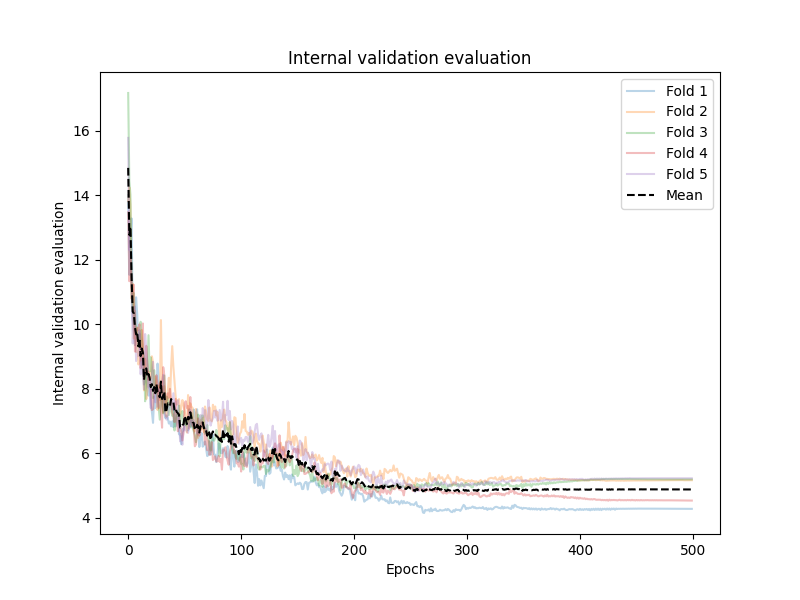 Internal validation evaluation
Fold 1
Fold 2
Fold 3
Fold 4
Fold 5
Mean
Internal validation evaluation
16
14
12
10
8
6
4
0 100 200 300 400 500
Epochs